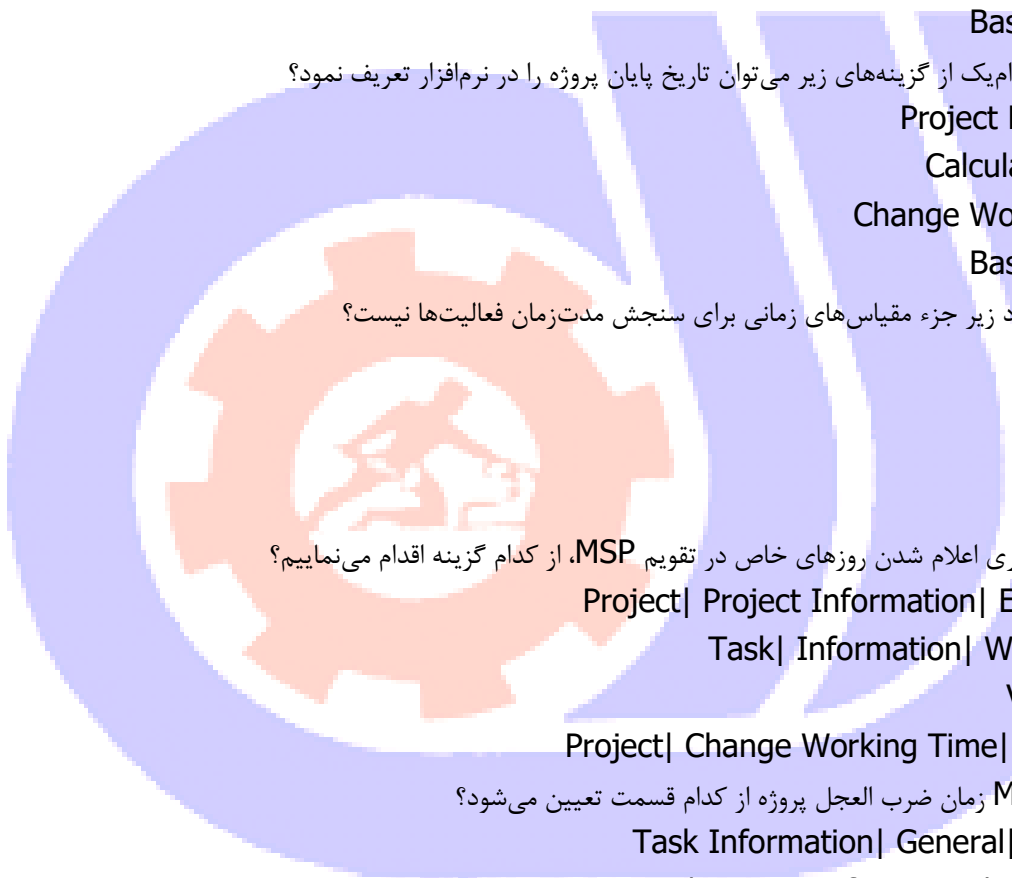 Bas
ام‌یک از گزینه‌های زیر می‌توان تاریخ پایان پروژه را در نرم‌افزار تعریف نمود؟
Project
Calcula
Change Wo
Bas
د زیر جزء مقیاس‌های زمانی برای سنجش مدت‌زمان فعالیت‌ها نیست؟
ری اعلام شدن روزهای خاص در تقویم MSP، از کدام گزینه اقدام می‌نماییم؟
Project| Project Information| E
Task| Information| W
Project| Change Working Time|
M زمان ضرب العجل پروژه از کدام قسمت تعیین می‌شود؟
Task Information| General|